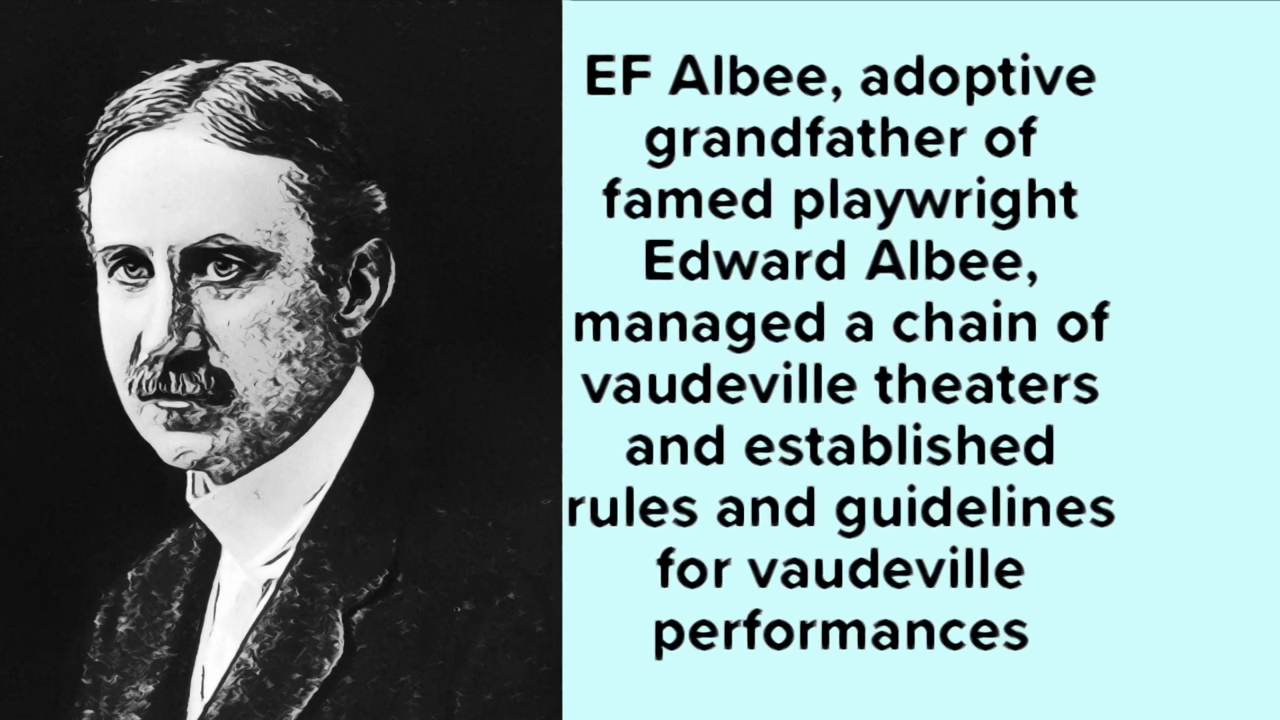 EF Albee, adoptive
grandfather of
famed playwright
Edward Albee,
managed a chain of
vaudeville theaters
and established
rules and guidelines
for vaudeville
performances